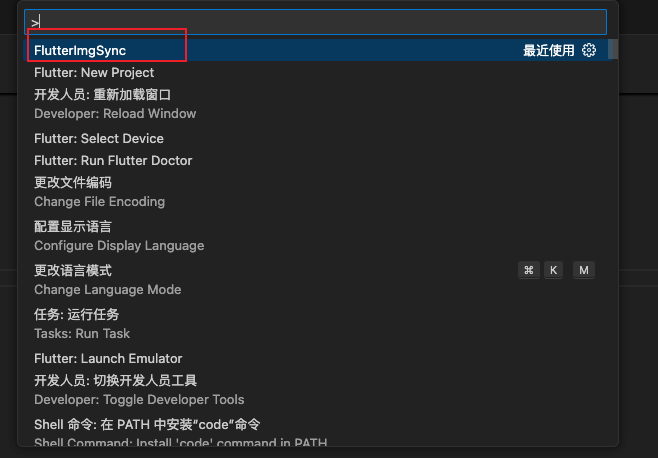 >
FlutterImgSync 最近使用
Flutter: New Project
开发人员: 重新加载窗口
Developer: Reload Window
Flutter: Select Device
Flutter: Run Flutter Doctor
更改文件编码
Change File Encoding
配置显示语言
Configure Display Language
更改语言模式 ⌘ K M
Change Language Mode
任务: 运行任务
Tasks: Run Task
Flutter: Launch Emulator
开发人员: 切换开发人员工具
Developer: Toggle Developer Tools
Shell 命令: 在 PATH 中安装“code”命令
Shell Command: Install 'code' command in PATH